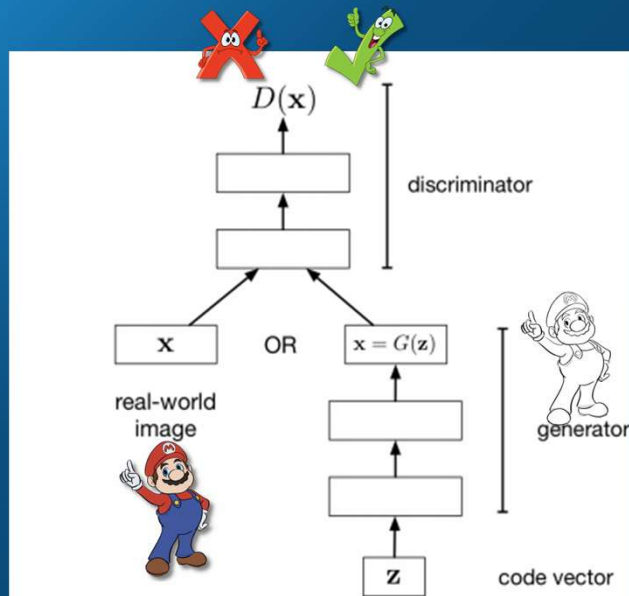 D(x)
discriminator
x
OR
x = G(z)
real-world
image
generator
z
code vector